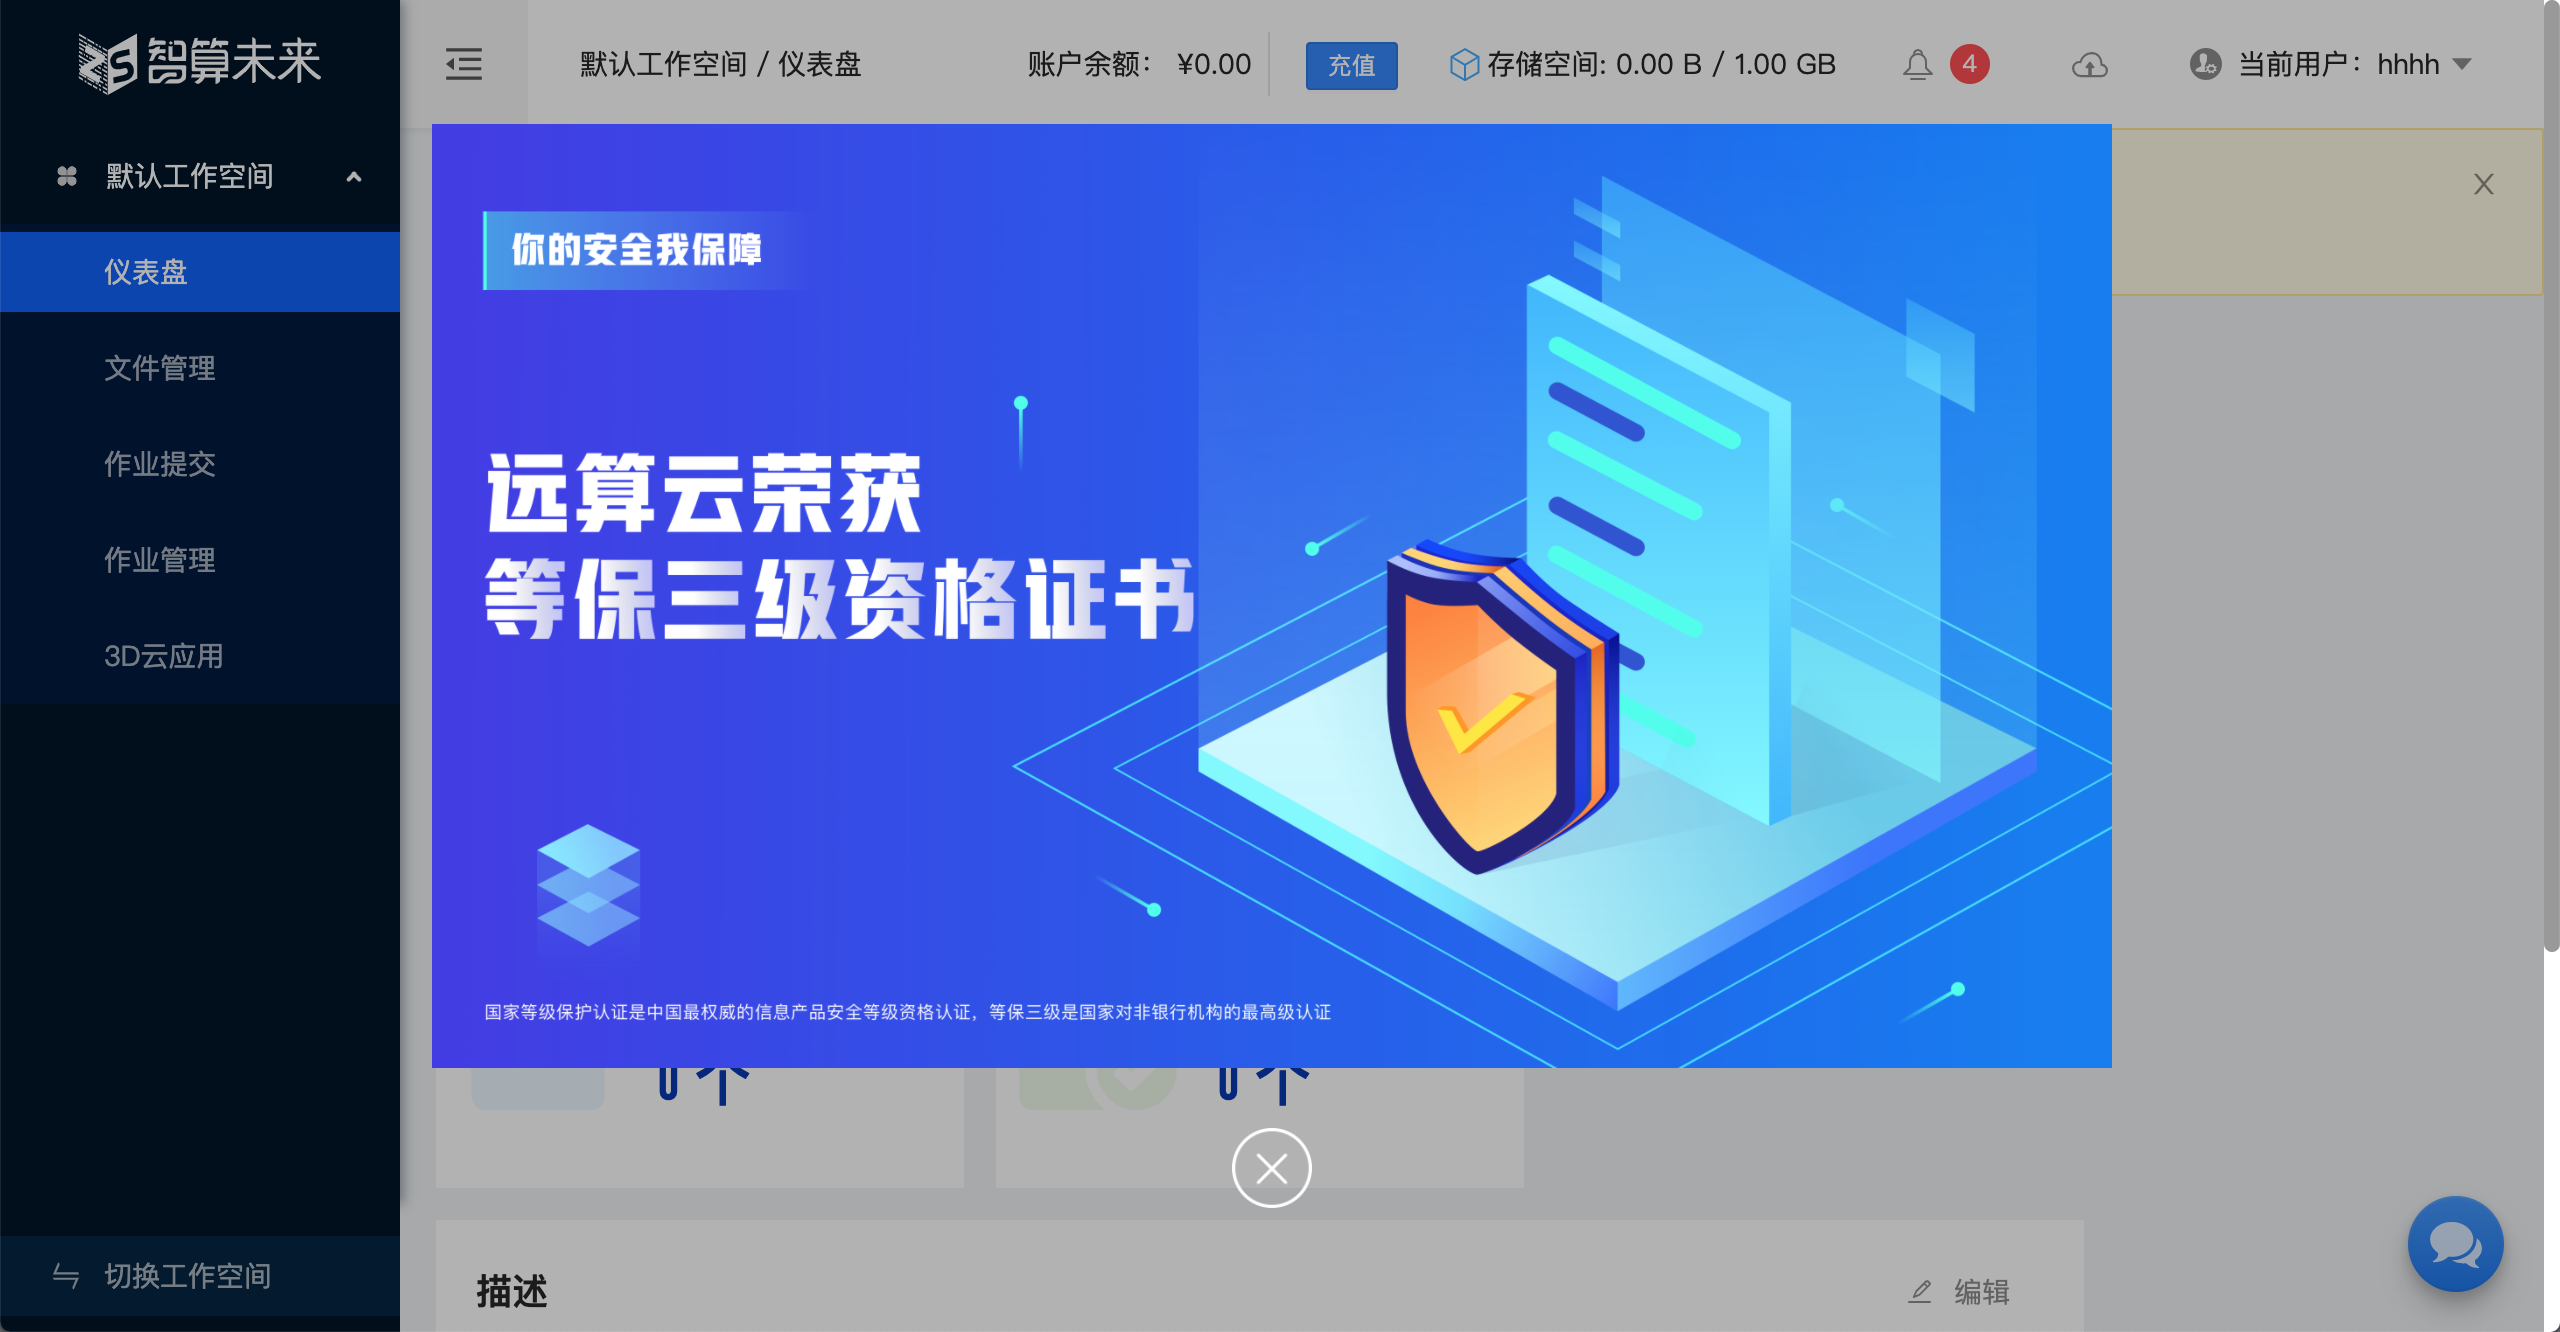 智算未来
默认工作空间 / 仪表盘
账户余额： ¥0.00
充值
存储空间: 0.00 B / 1.00 GB
4
当前用户： hhhh
默认工作空间
仪表盘
文件管理
作业提交
作业管理
3D云应用
切换工作空间
你的安全我保障
远算云荣获
等保三级资格证书
国家等级保护认证是中国最权威的信息产品安全等级资格认证，等保三级是国家对非银行机构的最高级认证
描述
编辑